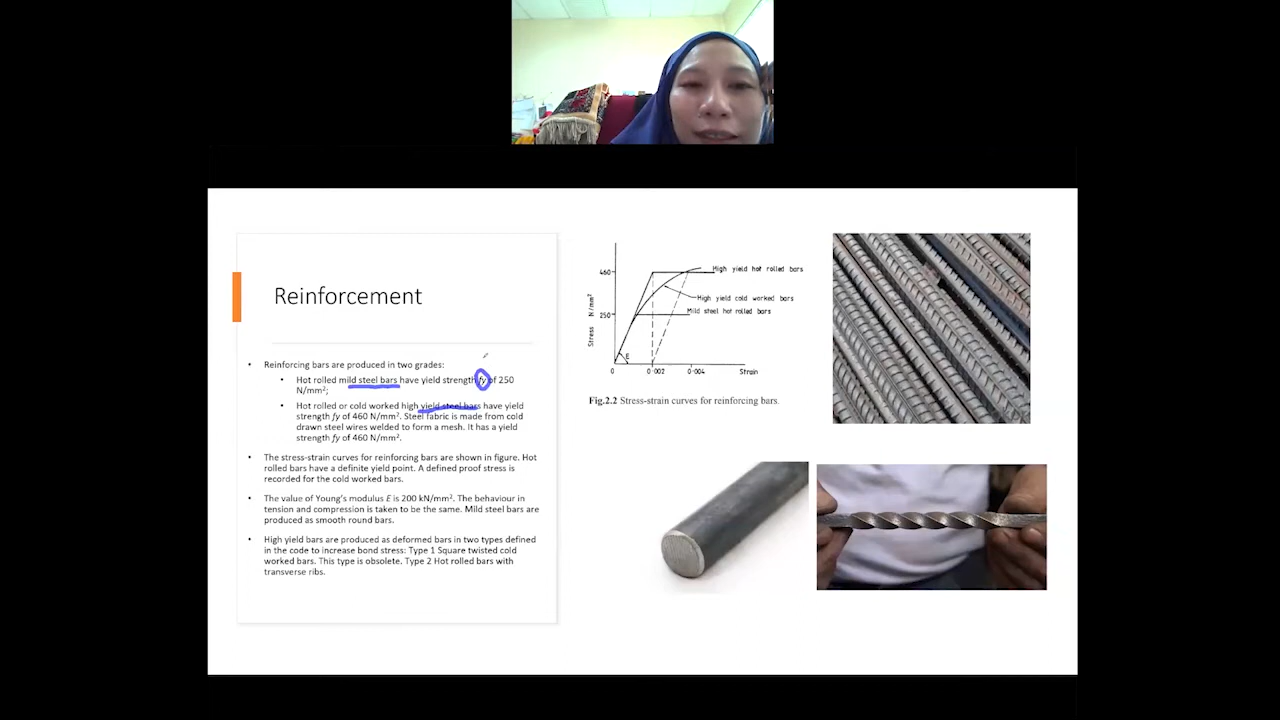 Reinforcement
• Reinforcing bars are produced in two grades:
• Hot rolled mild steel bars have yield strength fy of 250
N/mm²;
• Hot rolled or cold worked high yield steel bars have yield
strength fy of 460 N/mm². Steel fabric is made from cold
drawn steel wires welded to form a mesh. It has a yield
strength fy of 460 N/mm².
• The stress-strain curves for reinforcing bars are shown in figure. Hot
rolled bars have a definite yield point. A defined proof stress is
recorded for the cold worked bars.
• The value of Young's modulus E is 200 kN/mm². The behaviour in
tension and compression is taken to be the same. Mild steel bars are
produced as smooth round bars.
• High yield bars are produced as deformed bars in two types defined
in the code to increase bond stress: Type 1 Square twisted cold
worked bars. This type is obsolete. Type 2 Hot rolled bars with
transverse ribs.
Stress N/mm²
460
High yield hot rolled bars
High yield cold worked bars
250
Mild steel hot rolled bars
E
0
0·002
0·004
Strain
Fig.2.2 Stress-strain curves for reinforcing bars.